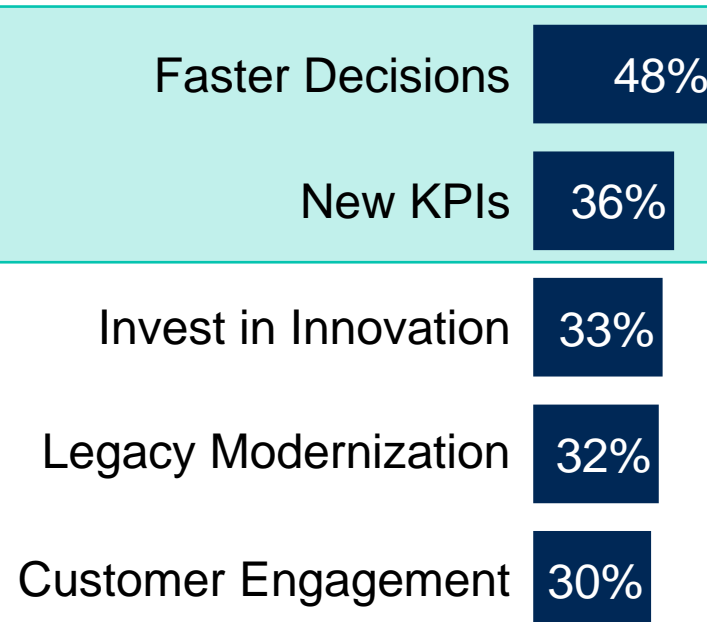 Faster Decisions 48%
New KPIs 36%
Invest in Innovation 33%
Legacy Modernization 32%
Customer Engagement 30%